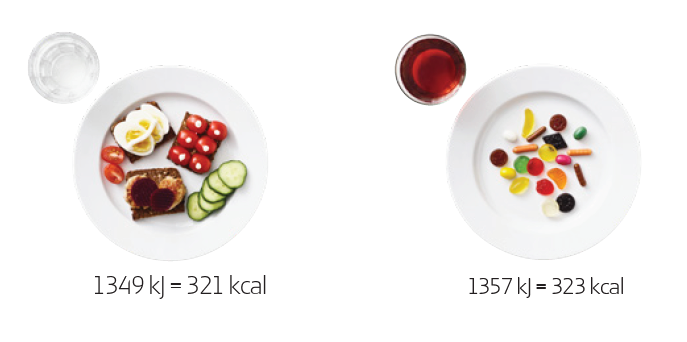 1349 kJ = 321 kcal
1357 kJ = 323 kcal